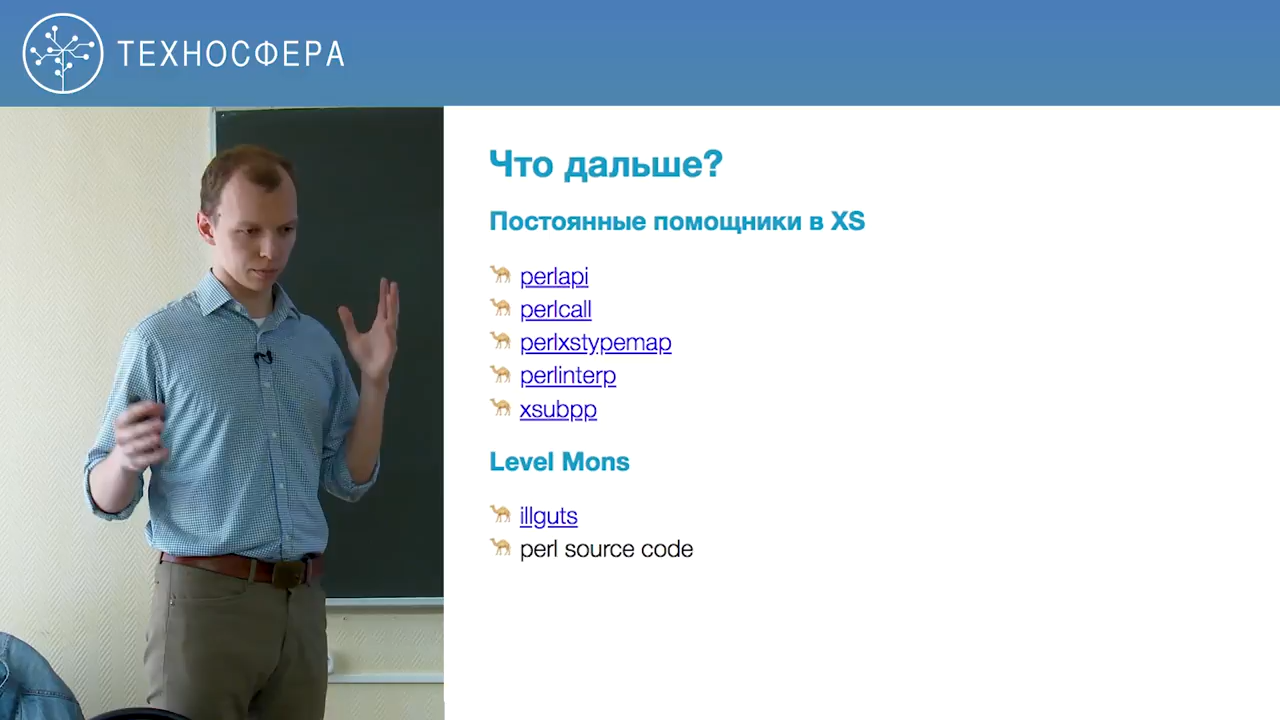 ТЕХНОСФЕРА
Что дальше?
Постоянные помощники в XS
perlapi
perlcall
perlxstypemap
perlinterp
xsubpp
Level Mons
illguts
perl source code